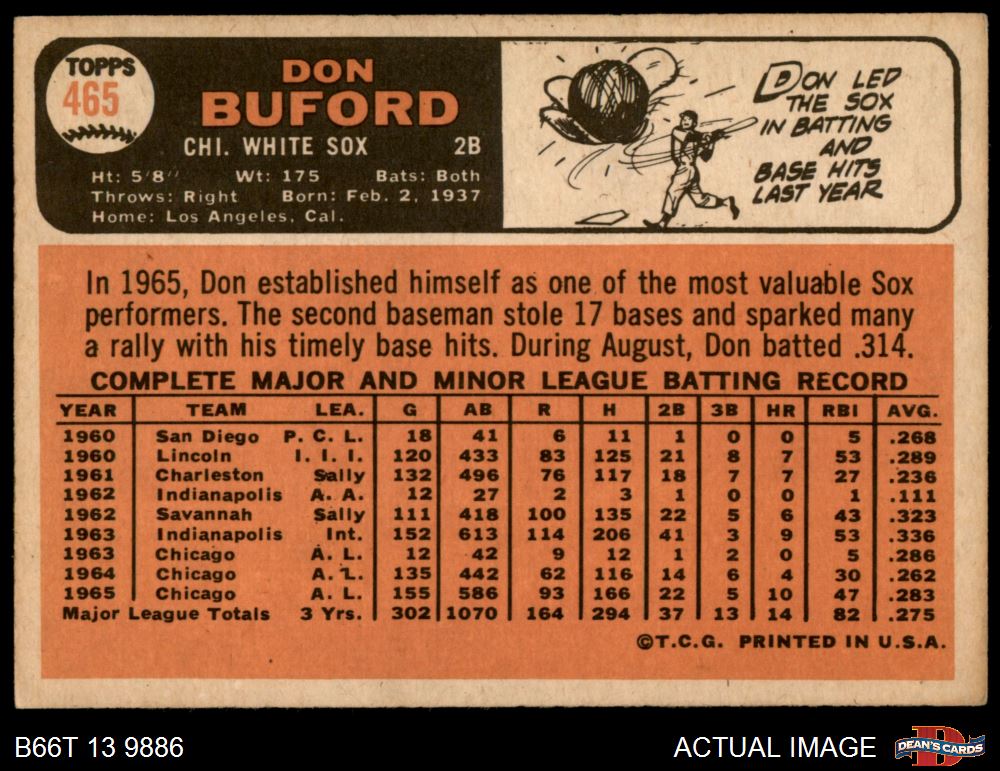 TOPPS
465
DON
BUFORD
CHI. WHITE SOX 2B
Ht: 5'8" Wt: 175 Bats: Both
Throws: Right Born: Feb. 2, 1937
Home: Los Angeles, Cal.
DON LED
THE SOX
IN BATTING
AND
BASE HITS
LAST YEAR
In 1965, Don established himself as one of the most valuable Sox
performers. The second baseman stole 17 bases and sparked many
a rally with his timely base hits. During August, Don batted .314.
COMPLETE MAJOR AND MINOR LEAGUE BATTING RECORD
YEAR TEAM LEA. G AB R H 2B 3B HR RBI AVG.
1960 San Diego P. C. L. 18 41 6 11 1 0 0 5 .268
1960 Lincoln I. I. I. 120 433 83 125 21 8 7 53 .289
1961 Charleston Sally 132 496 76 117 18 7 7 27 .236
1962 Indianapolis A. A. 12 27 2 3 1 0 0 1 .111
1962 Savannah Sally 111 418 100 135 22 5 6 43 .323
1963 Indianapolis Int. 152 613 114 206 41 3 9 53 .336
1963 Chicago A. L. 12 42 9 12 1 2 0 5 .286
1964 Chicago A. L. 135 442 62 116 14 6 4 30 .262
1965 Chicago A. L. 155 586 93 166 22 5 10 47 .283
Major League Totals 3 Yrs. 302 1070 164 294 37 13 14 82 .275
©T.C.G. PRINTED IN U.S.A.
B66T 13 9886 ACTUAL IMAGE D DEAN'S CARDS